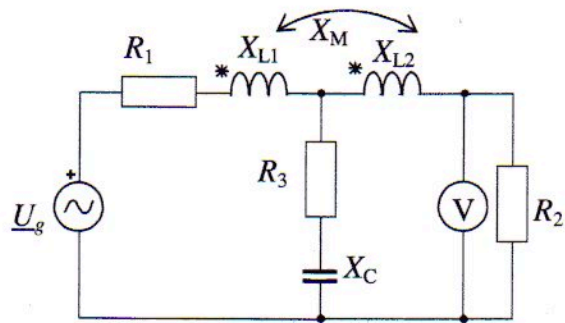 X_M
R_1
* X_L1
* X_L2
R_3
+
U_g
V
R_2
X_C